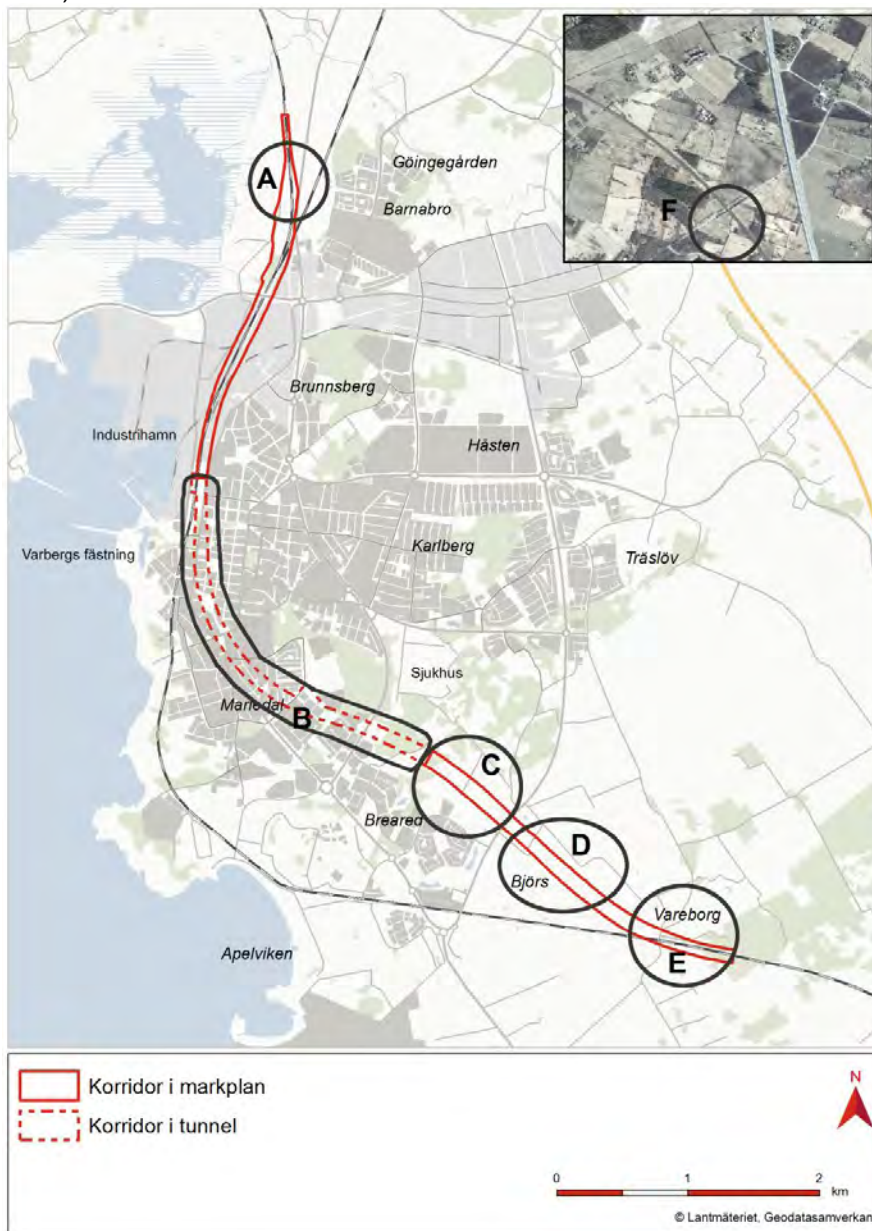 A
Göingegården
Barnabro
F
Brunnsberg
Industrihamn
Håsten
Varbergs fästning
Karlberg
Träslöv
Sjukhus
Mariedal
B
C
Breared
D
Björs
Vareborg
E
Apelviken
Korridor i markplan
Korridor i tunnel
N
0 1 2
km
© Lantmäteriet, Geodatasamverkan